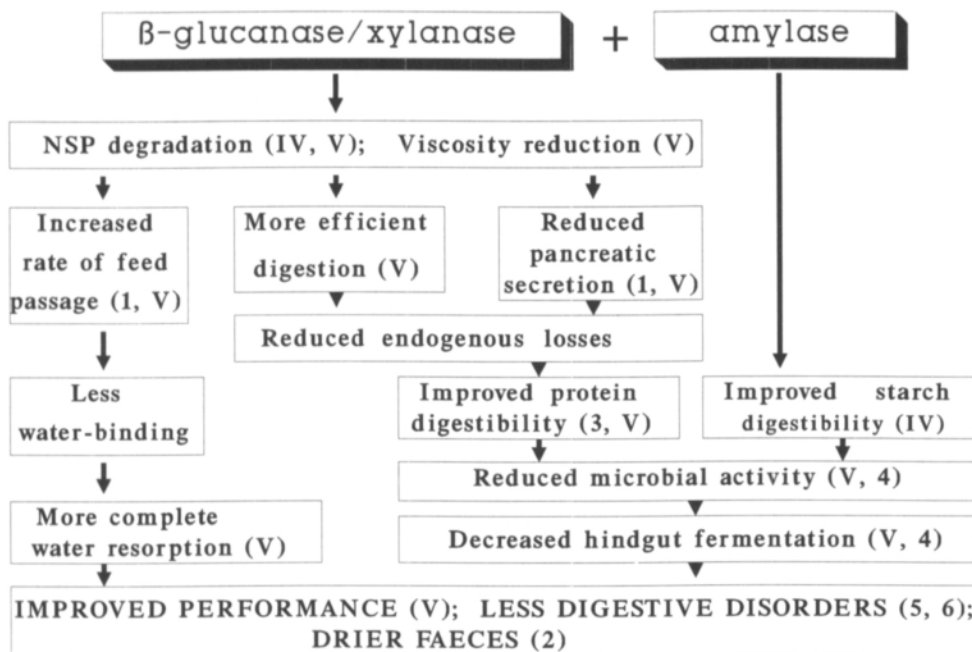 ß-glucanase/xylanase + amylase
NSP degradation (IV, V); Viscosity reduction (V)
Increased
rate of feed
passage (1, V)
More efficient
digestion (V)
Reduced
pancreatic
secretion (1, V)
Reduced endogenous losses
Less
water-binding
Improved protein
digestibility (3, V)
Improved starch
digestibility (IV)
Reduced microbial activity (V, 4)
More complete
water resorption (V)
Decreased hindgut fermentation (V, 4)
IMPROVED PERFORMANCE (V); LESS DIGESTIVE DISORDERS (5, 6);
DRIER FAECES (2)